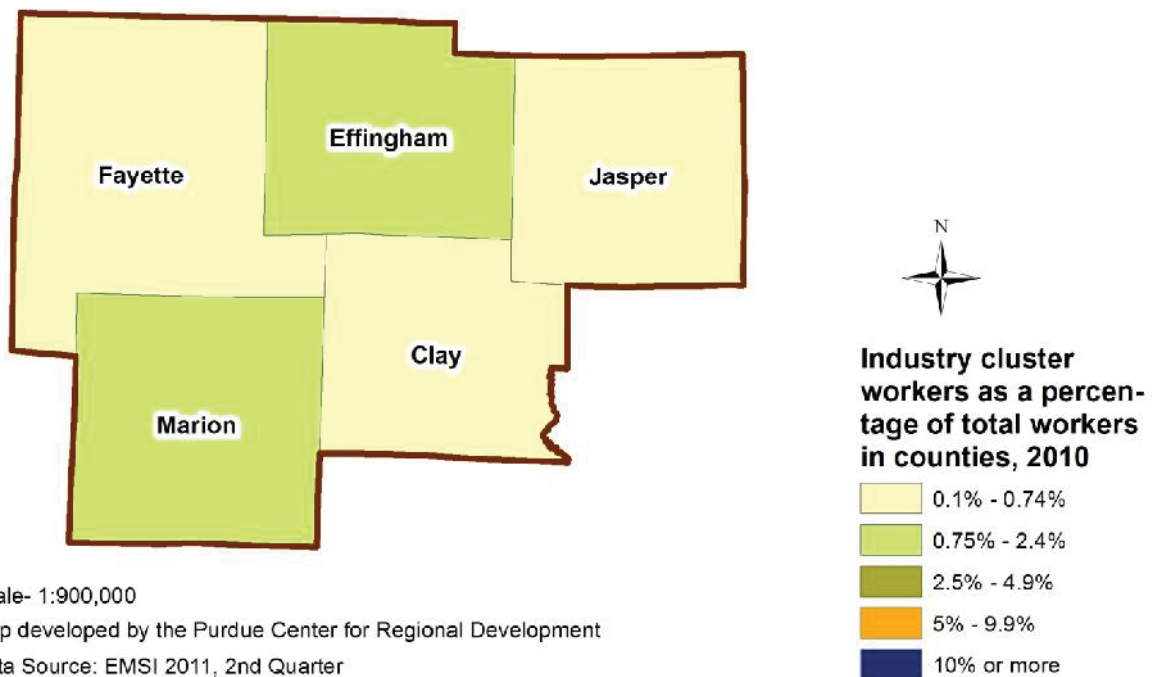 Effingham
Fayette
Jasper
Clay
Marion
N
Industry cluster
workers as a percen-
tage of total workers
in counties, 2010
0.1% - 0.74%
0.75% - 2.4%
2.5% - 4.9%
5% - 9.9%
10% or more
ale- 1:900,000
p developed by the Purdue Center for Regional Development
ta Source: EMSI 2011, 2nd Quarter